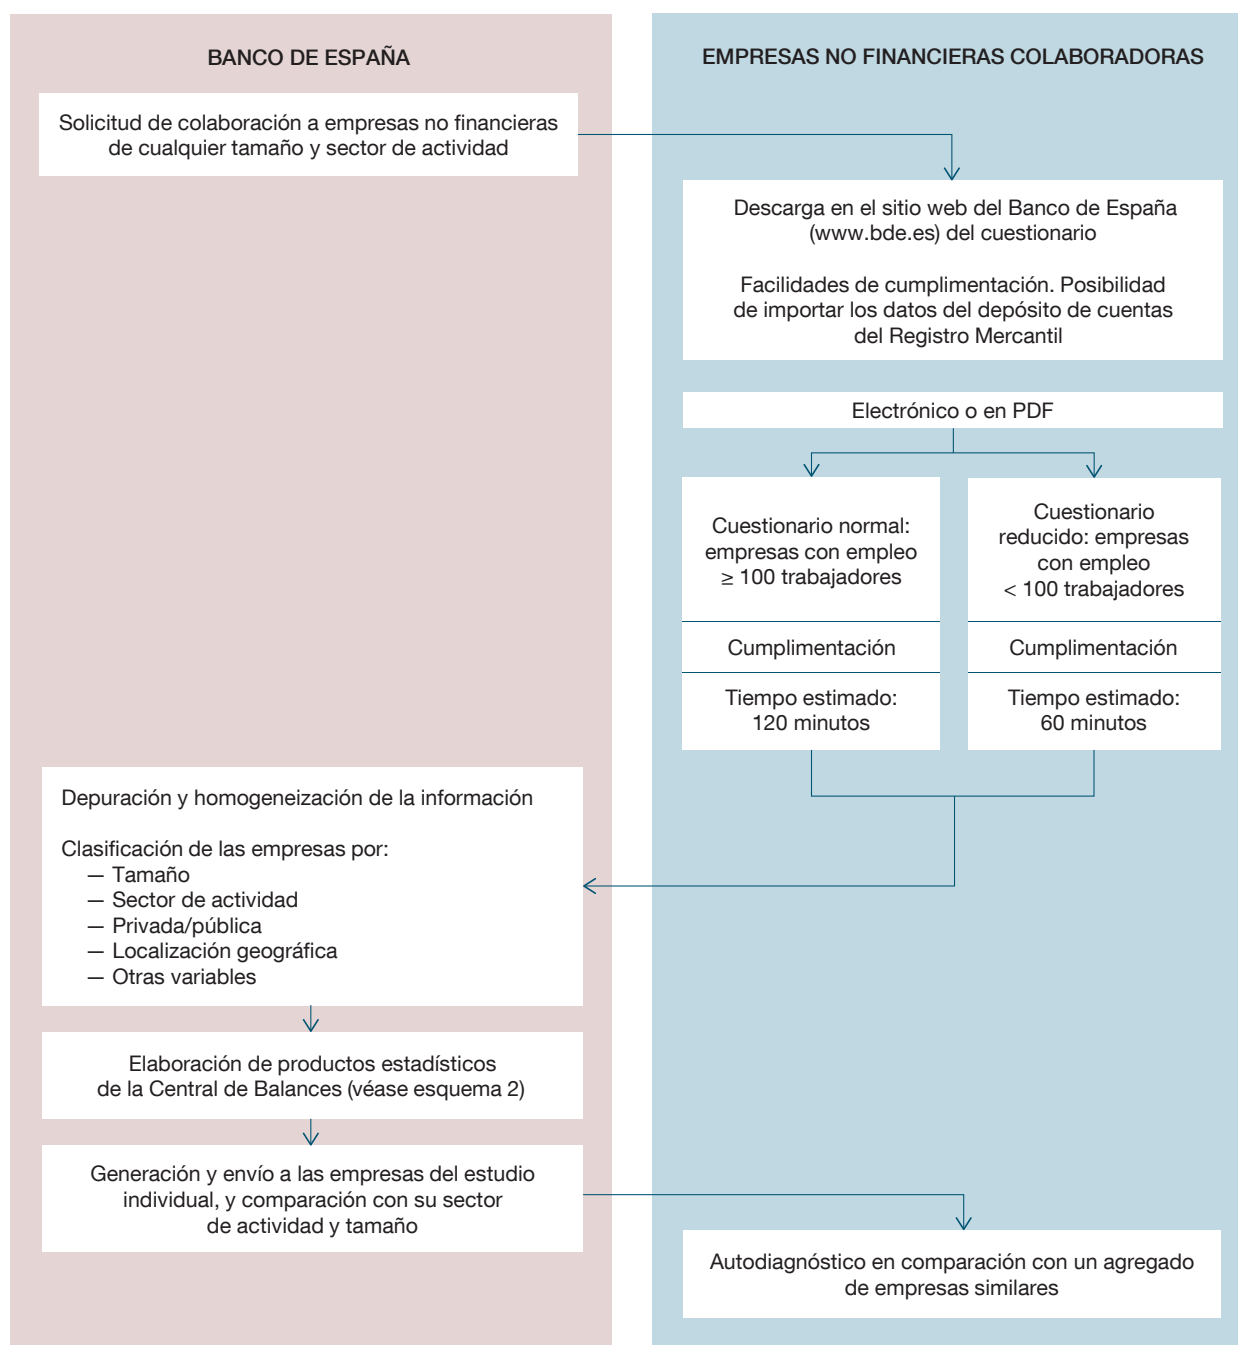 BANCO DE ESPAÑA
EMPRESAS NO FINANCIERAS COLABORADORAS
Solicitud de colaboración a empresas no financieras
de cualquier tamaño y sector de actividad
Descarga en el sitio web del Banco de España
(www.bde.es) del cuestionario
Facilidades de cumplimentación. Posibilidad
de importar los datos del depósito de cuentas
del Registro Mercantil
Electrónico o en PDF
Cuestionario normal:
empresas con empleo
≥ 100 trabajadores
Cumplimentación
Tiempo estimado:
120 minutos
Cuestionario
reducido: empresas
con empleo
< 100 trabajadores
Cumplimentación
Tiempo estimado:
60 minutos
Depuración y homogeneización de la información
Clasificación de las empresas por:
— Tamaño
— Sector de actividad
— Privada/pública
— Localización geográfica
— Otras variables
Elaboración de productos estadísticos
de la Central de Balances (véase esquema 2)
Generación y envío a las empresas del estudio
individual, y comparación con su sector
de actividad y tamaño
Autodiagnóstico en comparación con un agregado
de empresas similares